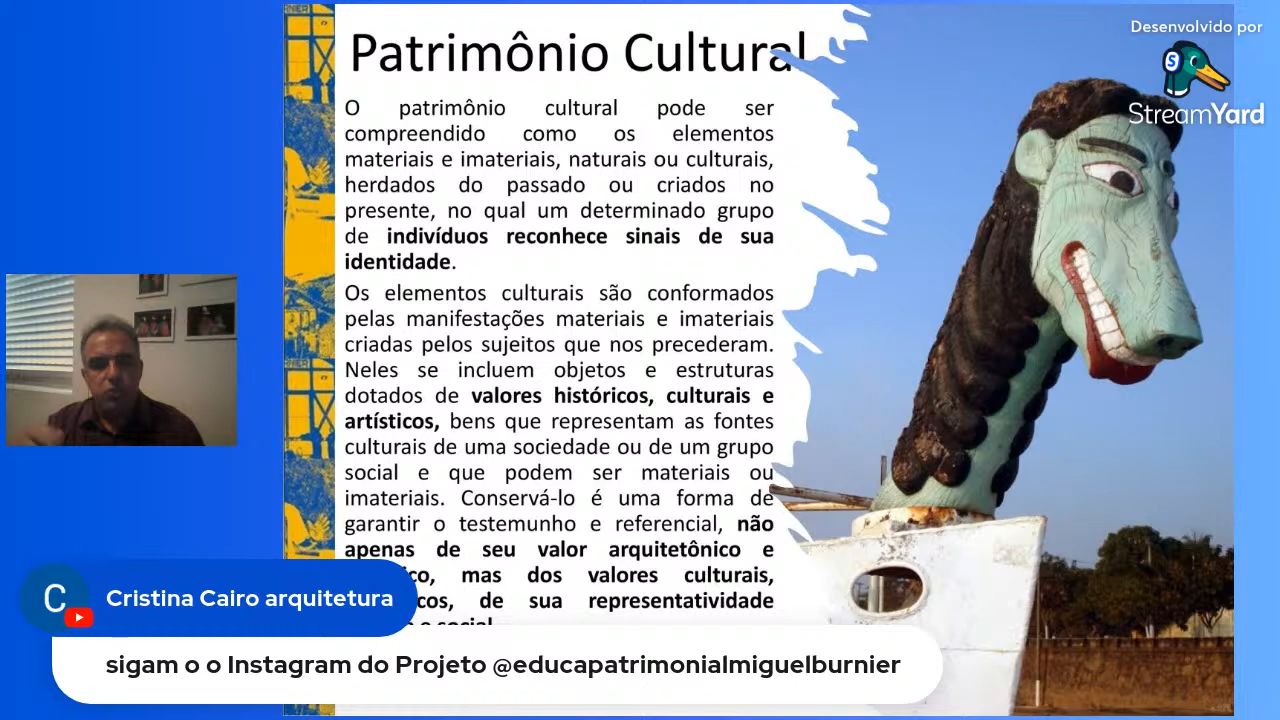 Patrimônio Cultural
O patrimônio cultural pode ser
compreendido como os elementos
materiais e imateriais, naturais ou culturais,
herdados do passado ou criados no
presente, no qual um determinado grupo
de indivíduos reconhece sinais de sua
identidade.
Os elementos culturais são conformados
pelas manifestações materiais e imateriais
criadas pelos sujeitos que nos precederam.
Neles se incluem objetos e estruturas
dotados de valores históricos, culturais e
artísticos, bens que representam as fontes
culturais de uma sociedade ou de um grupo
social e que podem ser materiais ou
imateriais. Conservá-lo é uma forma de
garantir o testemunho e referencial, não
apenas de seu valor arquitetônico e
mas dos valores culturais,
de sua representatividade
e social
Desenvolvido por
StreamYard
C
Cristina Cairo arquitetura
sigam o o Instagram do Projeto @educapatrimonialmiguelburnier